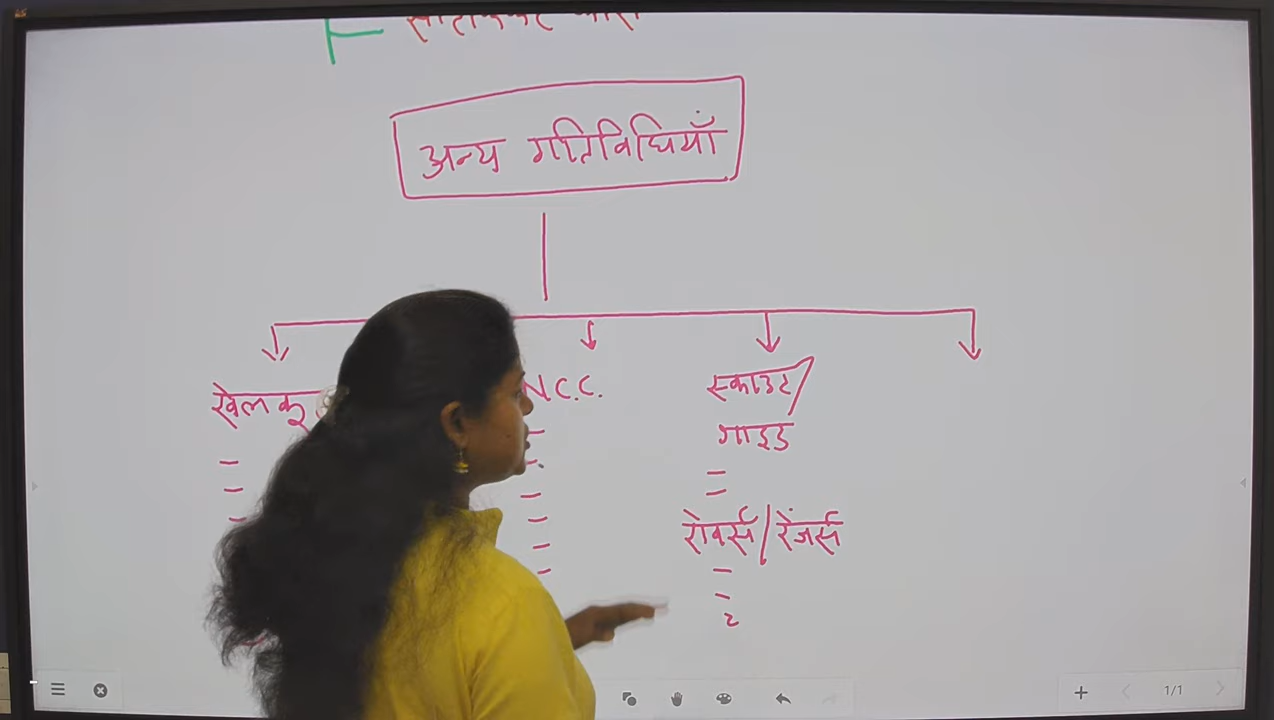 अन्य गतिविधियाँ
खेल कू
N.C.C.
स्काउट/
गाइड
रोवर्स/रेंजर्स
1/1